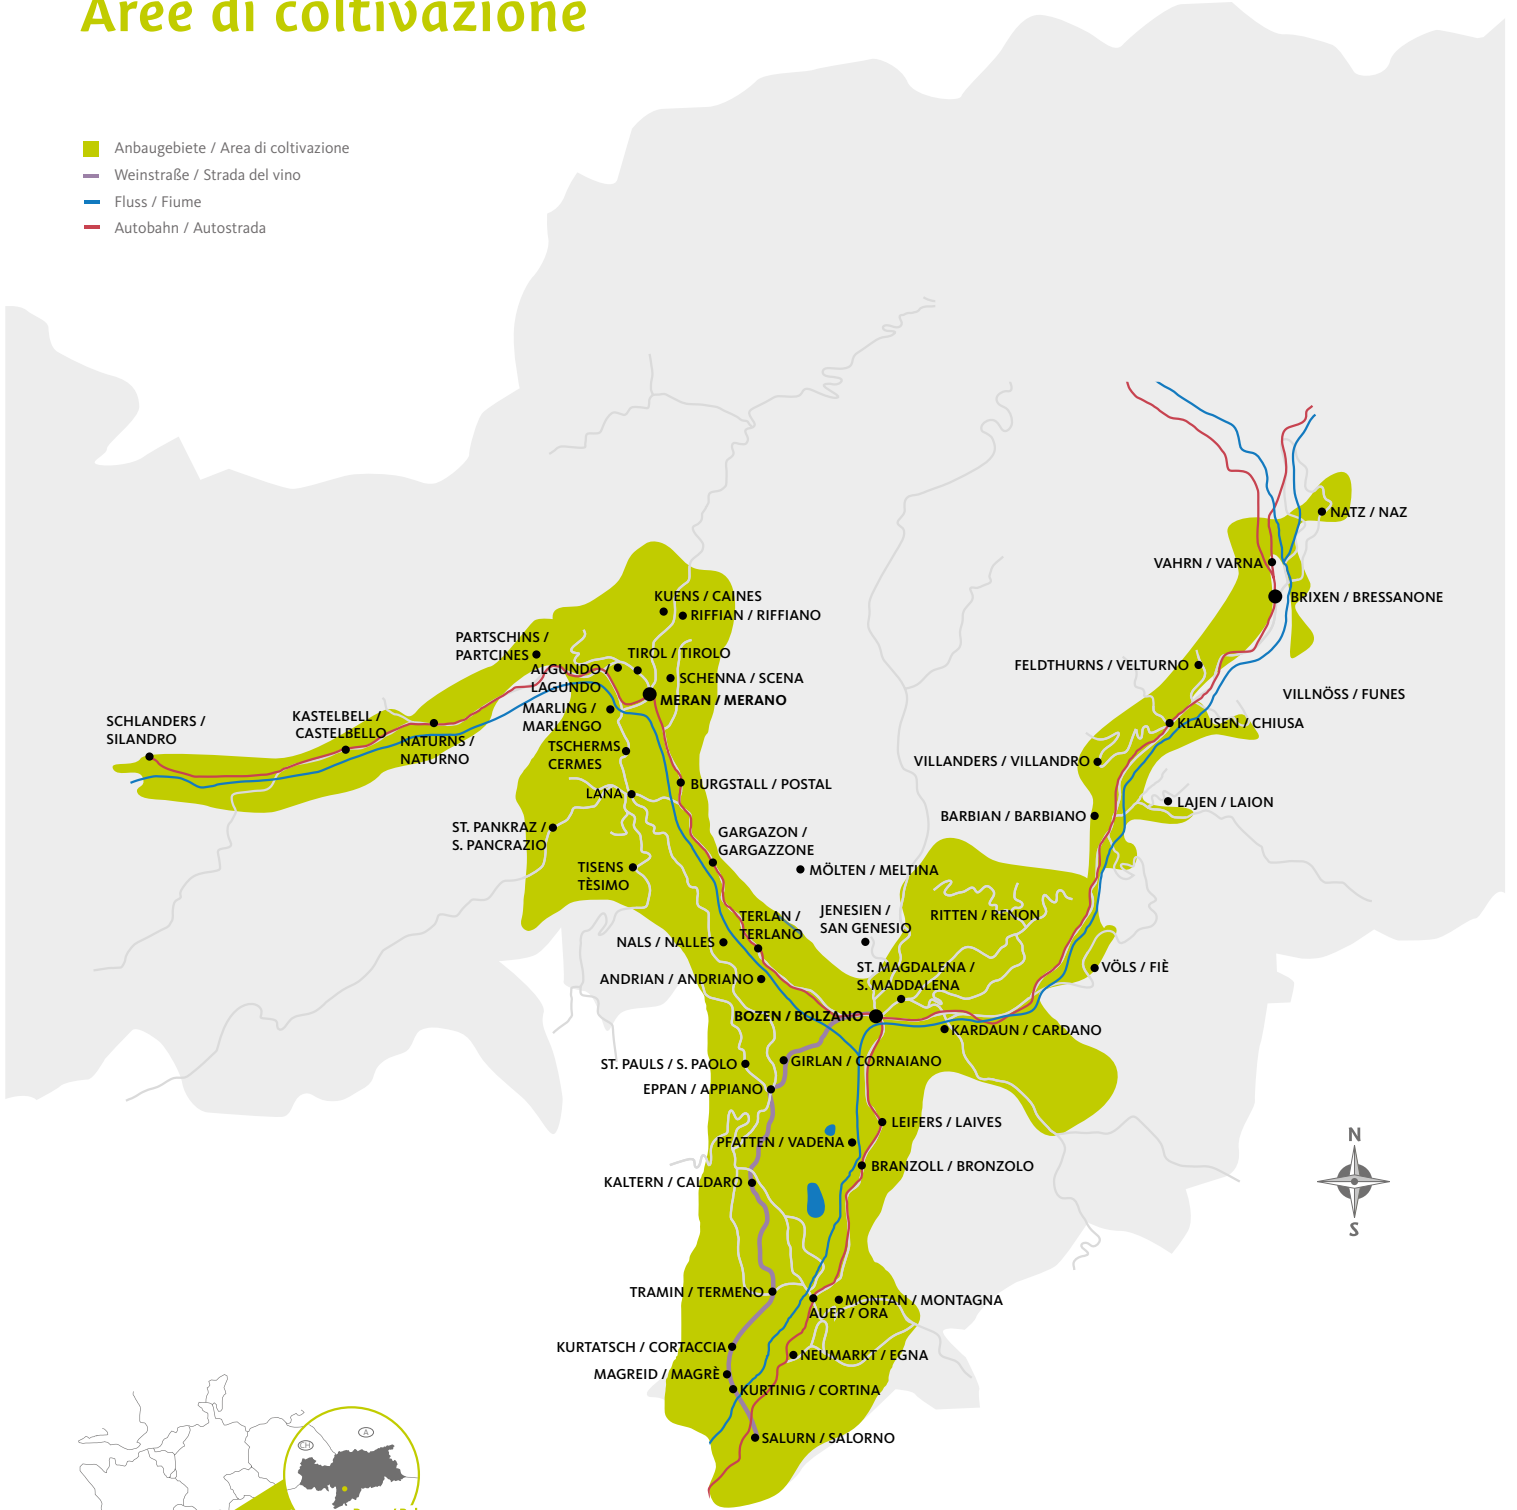 Aree di coltivazione
Anbaugebiete / Area di coltivazione
Weinstraße / Strada del vino
Fluss / Fiume
Autobahn / Autostrada
NATZ / NAZ
VAHRN / VARNA
BRIXEN / BRESSANONE
KUENS / CAINES
RIFFIAN / RIFFIANO
PARTSCHINS /
PARTCINES
TIROL / TIROLO
ALGUNDO /
LAGUNDO
SCHENNA / SCENA
MERAN / MERANO
FELDTHURNS / VELTURNO
VILLNÖSS / FUNES
MARLING /
MARLENGO
SCHLANDERS /
SILANDRO
KASTELBELL /
CASTELBELLO
NATURNS /
NATURNO
KLAUSEN / CHIUSA
TSCHERMS
CERMES
VILLANDERS / VILLANDRO
BURGSTALL / POSTAL
LANA
LAJEN / LAION
BARBIAN / BARBIANO
ST. PANKRAZ /
S. PANCRAZIO
GARGAZON /
GARGAZZONE
TISENS
TÈSIMO
MÖLTEN / MELTINA
JENESIEN /
SAN GENESIO
RITTEN / RENON
TERLAN /
TERLANO
NALS / NALLES
ST. MAGDALENA /
S. MADDALENA
VÖLS / FIÈ
ANDRIAN / ANDRIANO
BOZEN / BOLZANO
KARDAUN / CARDANO
ST. PAULS / S. PAOLO
GIRLAN / CORNAIANO
EPPAN / APPIANO
LEIFERS / LAIVES
PFATTEN / VADENA
BRANZOLL / BRONZOLO
KALTERN / CALDARO
N
S
TRAMIN / TERMENO
MONTAN / MONTAGNA
AUER / ORA
KURTATSCH / CORTACCIA
NEUMARKT / EGNA
MAGREID / MAGRÈ
KURTINIG / CORTINA
SALURN / SALORNO
A
CH